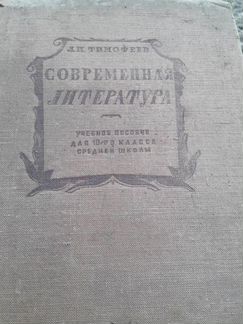 Л.И. ТИМОФЕЕВ
СОВРЕМЕННАЯ
ЛИТЕРАТУРА
УЧЕБНОЕ ПОСОБИЕ
ДЛЯ 10-ГО КЛАССА
СРЕДНЕЙ ШКОЛЫ